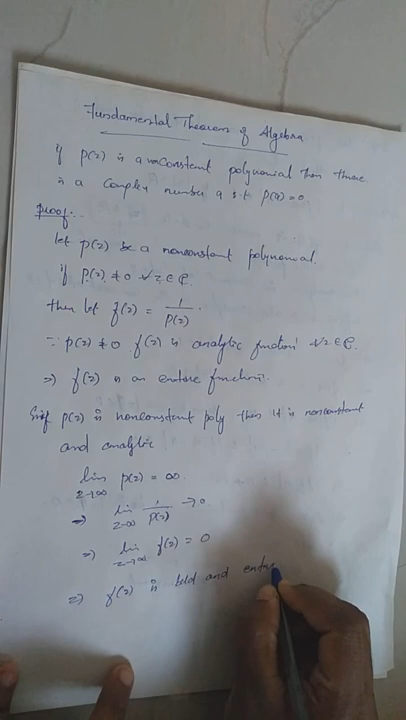 Fundamental Theorem of Algebra
If p(z) is a nonconstant polynomial then there
is a complex number a s.t p(a) = 0
Proof:-
let p(z) be a nonconstant polynomial.
if p(z) ≠ 0 ∀ z ∈ ℂ.
then let f(z) = 1/p(z).
∵ p(z) ≠ 0 f(z) is analytic function ∀ z ∈ ℂ.
⇒ f(z) is an entire function.
p(z) is nonconstant poly then it is nonconstant
and analytic
lim z→∞ p(z) = ∞
⇒ lim z→∞ 1/p(z) → 0
⇒ lim z→∞ f(z) = 0
⇒ f(z) is bdd and entire